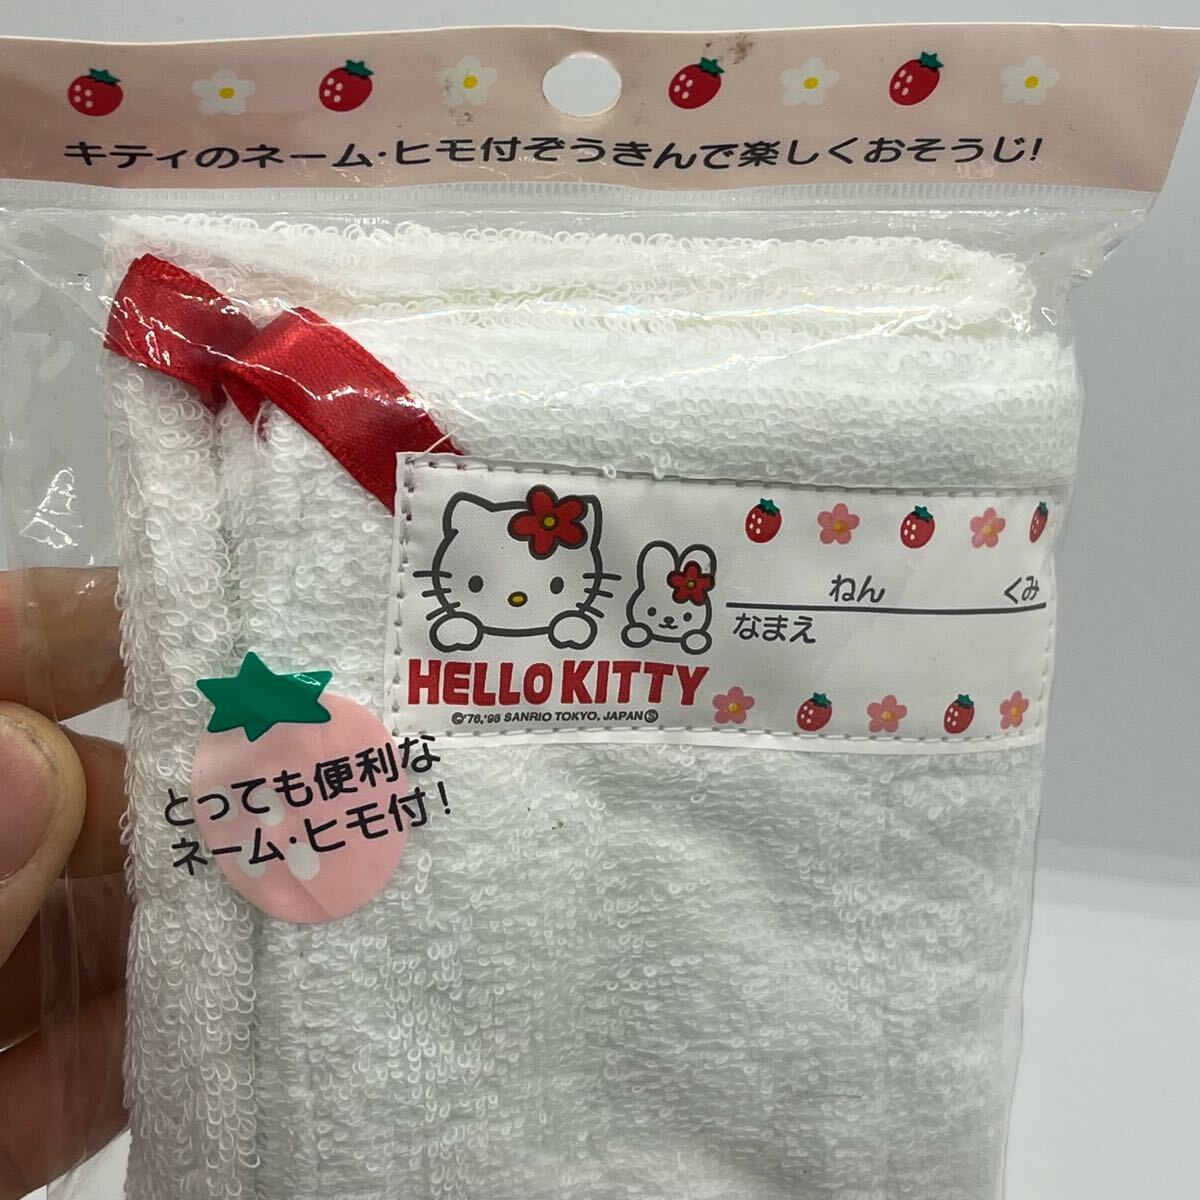 キティのネーム・ヒモ付ぞうきんで楽しくおそうじ!
ねん くみ
なまえ
HELLO KITTY
©'76,'98 SANRIO TOKYO, JAPAN Ⓢ
とっても便利な
ネーム・ヒモ付!